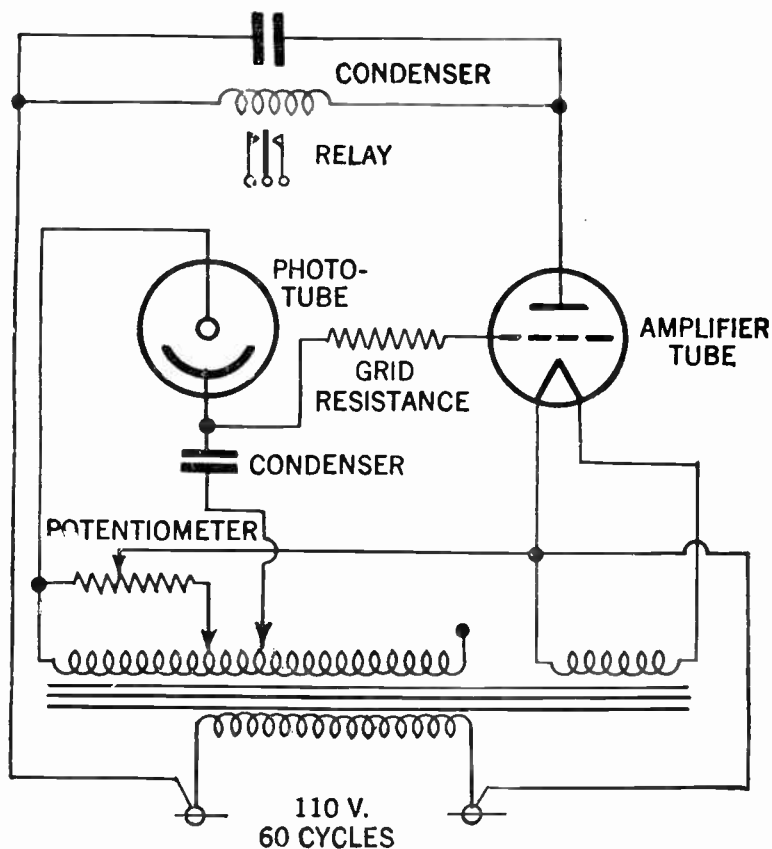 CONDENSER
RELAY
PHOTO-
TUBE
AMPLIFIER
TUBE
GRID
RESISTANCE
CONDENSER
POTENTIOMETER
110 V.
60 CYCLES